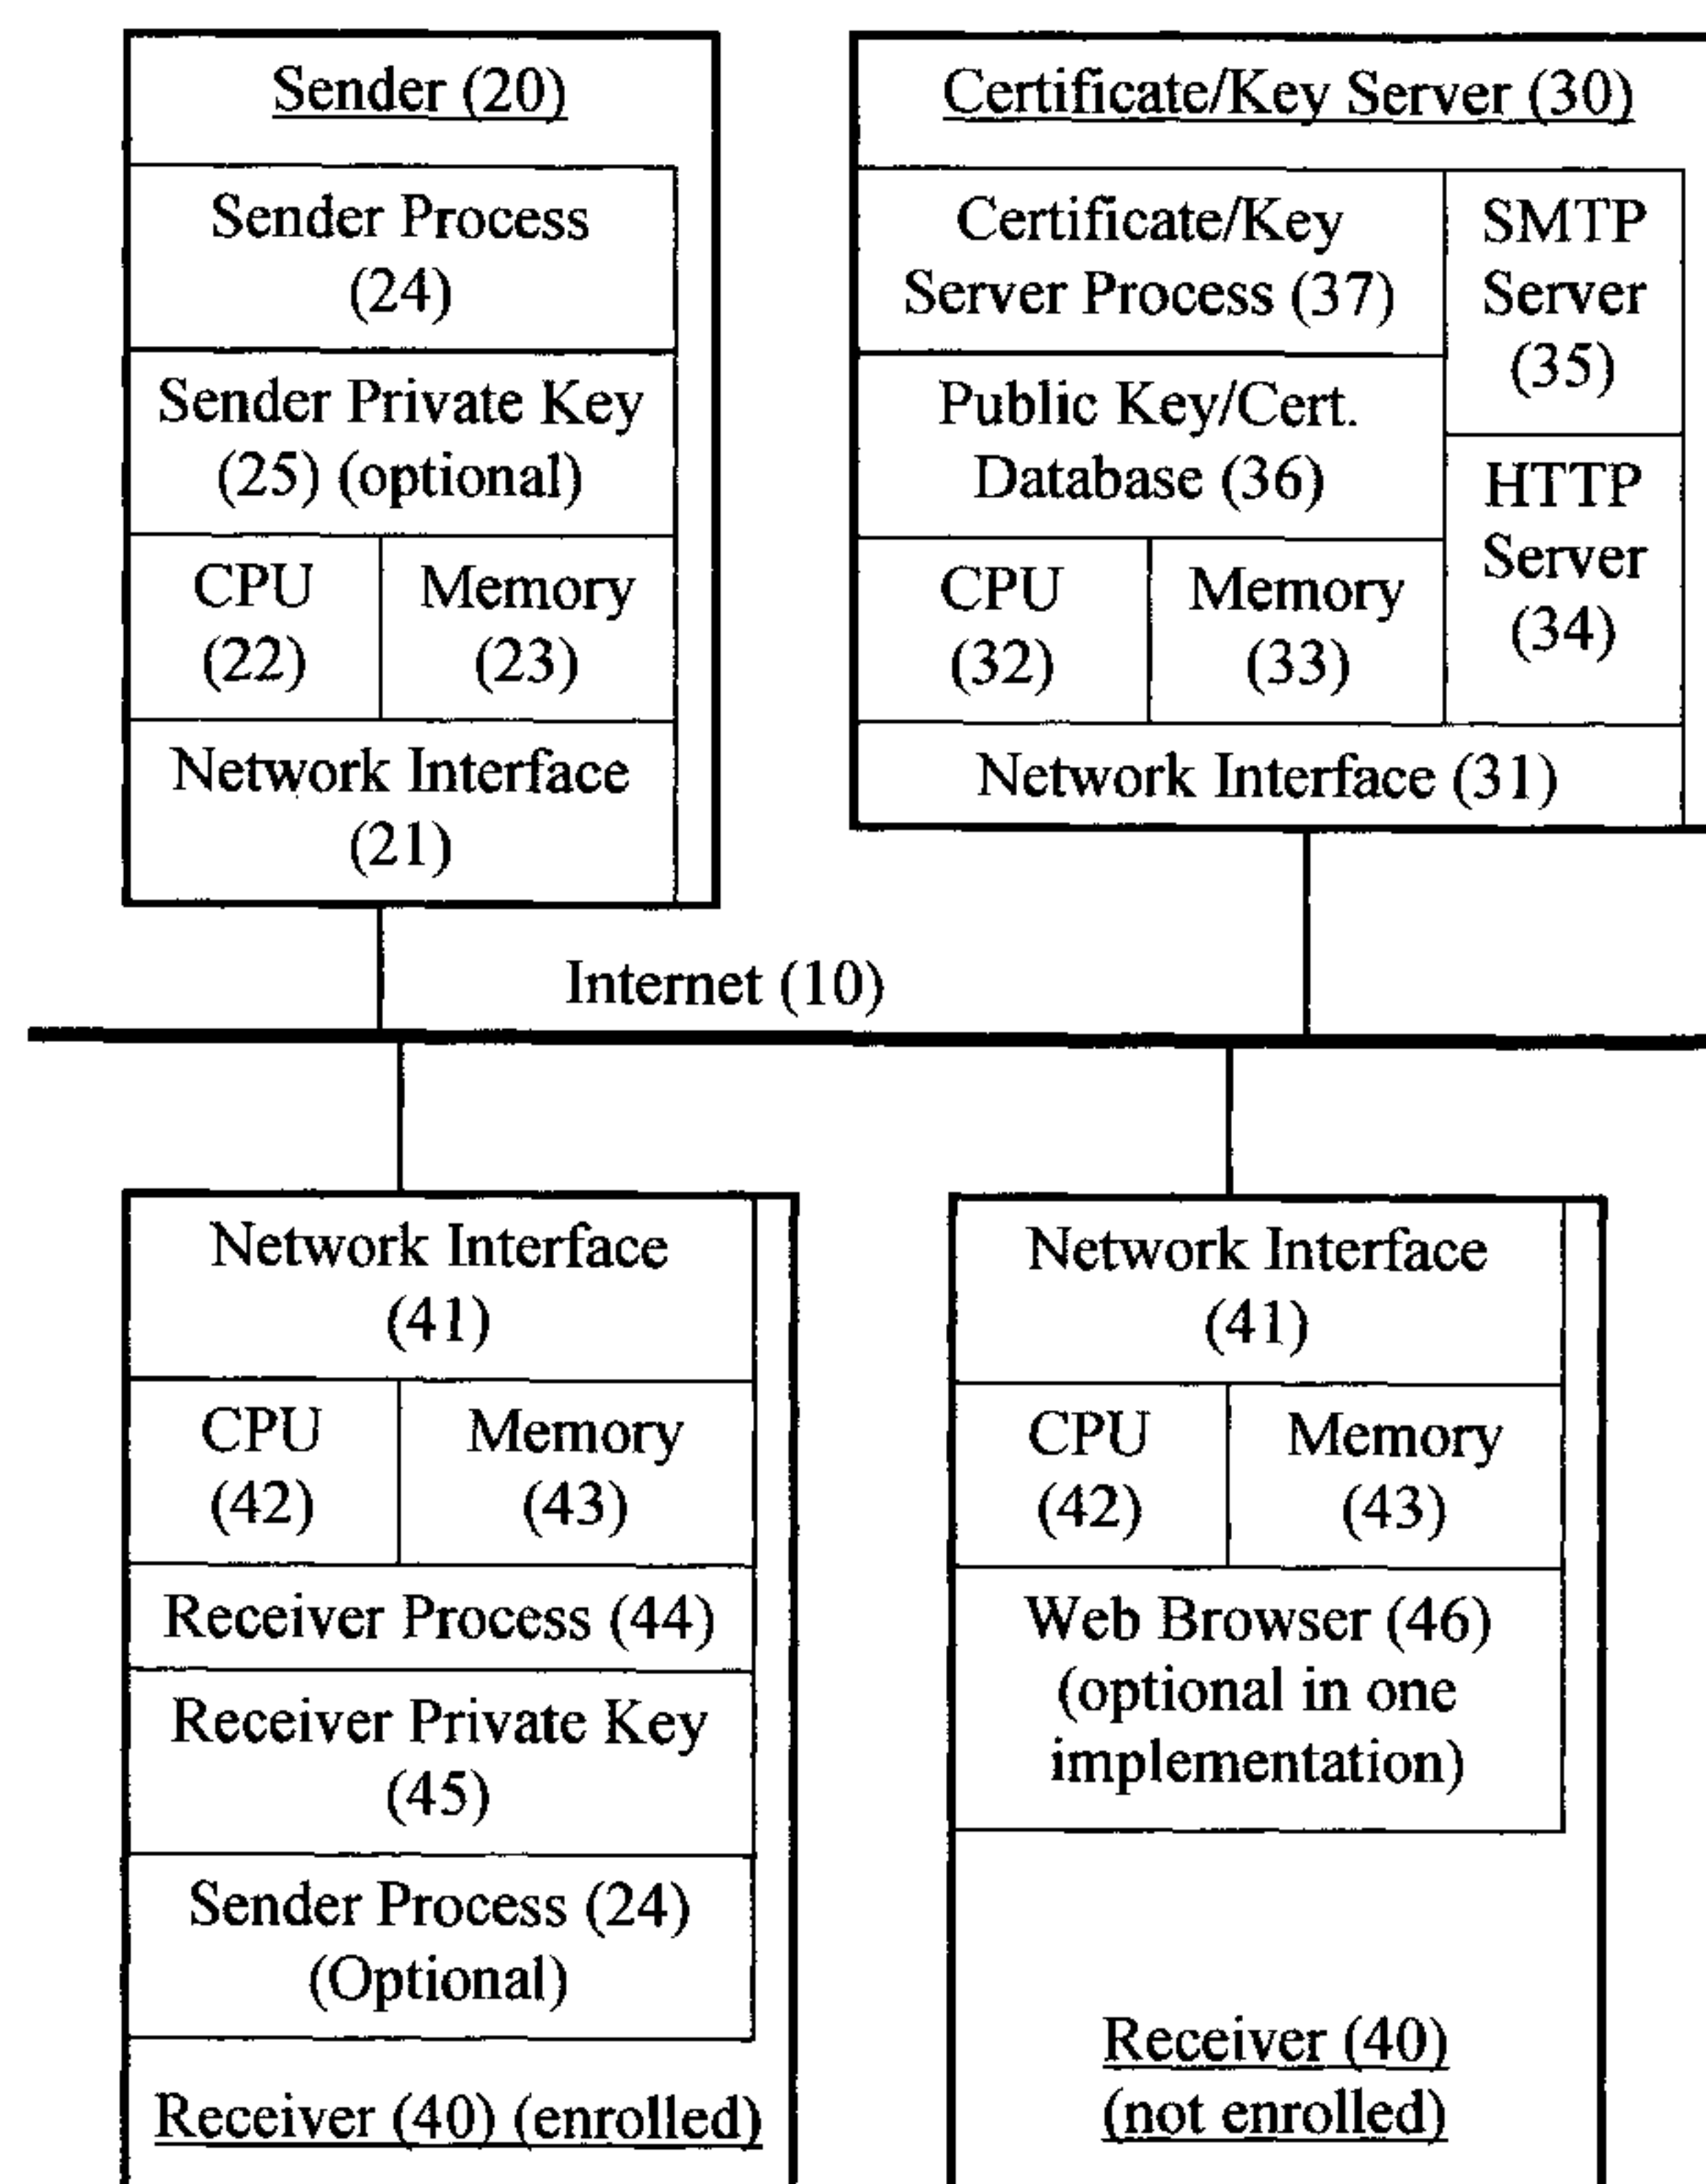 Sender (20)
Sender Process
(24)
Sender Private Key
(25) (optional)
CPU
(22)
Memory
(23)
Network Interface
(21)
Certificate/Key Server (30)
Certificate/Key
Server Process (37)
SMTP
Server
(35)
Public Key/Cert.
Database (36)
HTTP
Server
(34)
CPU
(32)
Memory
(33)
Network Interface (31)
Internet (10)
Network Interface
(41)
CPU
(42)
Memory
(43)
Receiver Process (44)
Receiver Private Key
(45)
Sender Process (24)
(Optional)
Receiver (40) (enrolled)
Network Interface
(41)
CPU
(42)
Memory
(43)
Web Browser (46)
(optional in one
implementation)
Receiver (40)
(not enrolled)